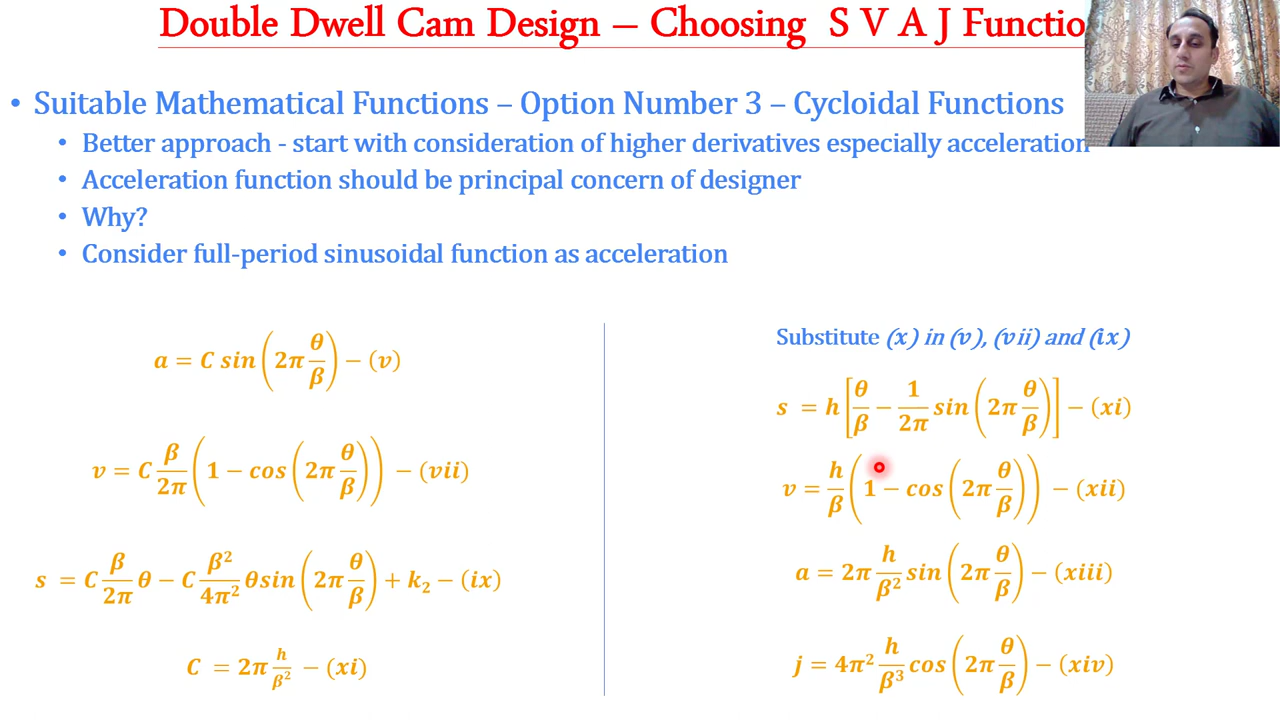 Double Dwell Cam Design – Choosing S V A J Functio
• Suitable Mathematical Functions – Option Number 3 – Cycloidal Functions
• Better approach - start with consideration of higher derivatives especially acceleration
• Acceleration function should be principal concern of designer
• Why?
• Consider full-period sinusoidal function as acceleration
a = C sin(2π θ/β) − (v)
v = C β/2π (1 − cos(2π θ/β)) − (vii)
s = C β/2π θ − C β²/4π² θsin(2π θ/β) + k₂ − (ix)
C = 2π h/β² − (xi)
Substitute (x) in (v), (vii) and (ix)
s = h[θ/β − 1/2π sin(2π θ/β)] − (xi)
v = h/β (1 − cos(2π θ/β)) − (xii)
a = 2π h/β² sin(2π θ/β) − (xiii)
j = 4π² h/β³ cos(2π θ/β) − (xiv)